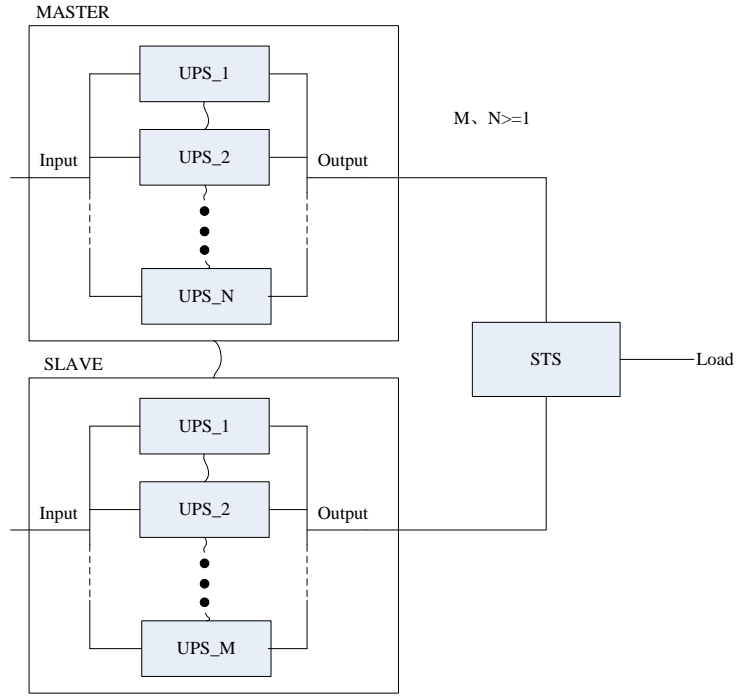 MASTER
UPS_1
M、N>=1
Input
UPS_2
Output
UPS_N
STS
Load
SLAVE
UPS_1
UPS_2
Input
Output
UPS_M